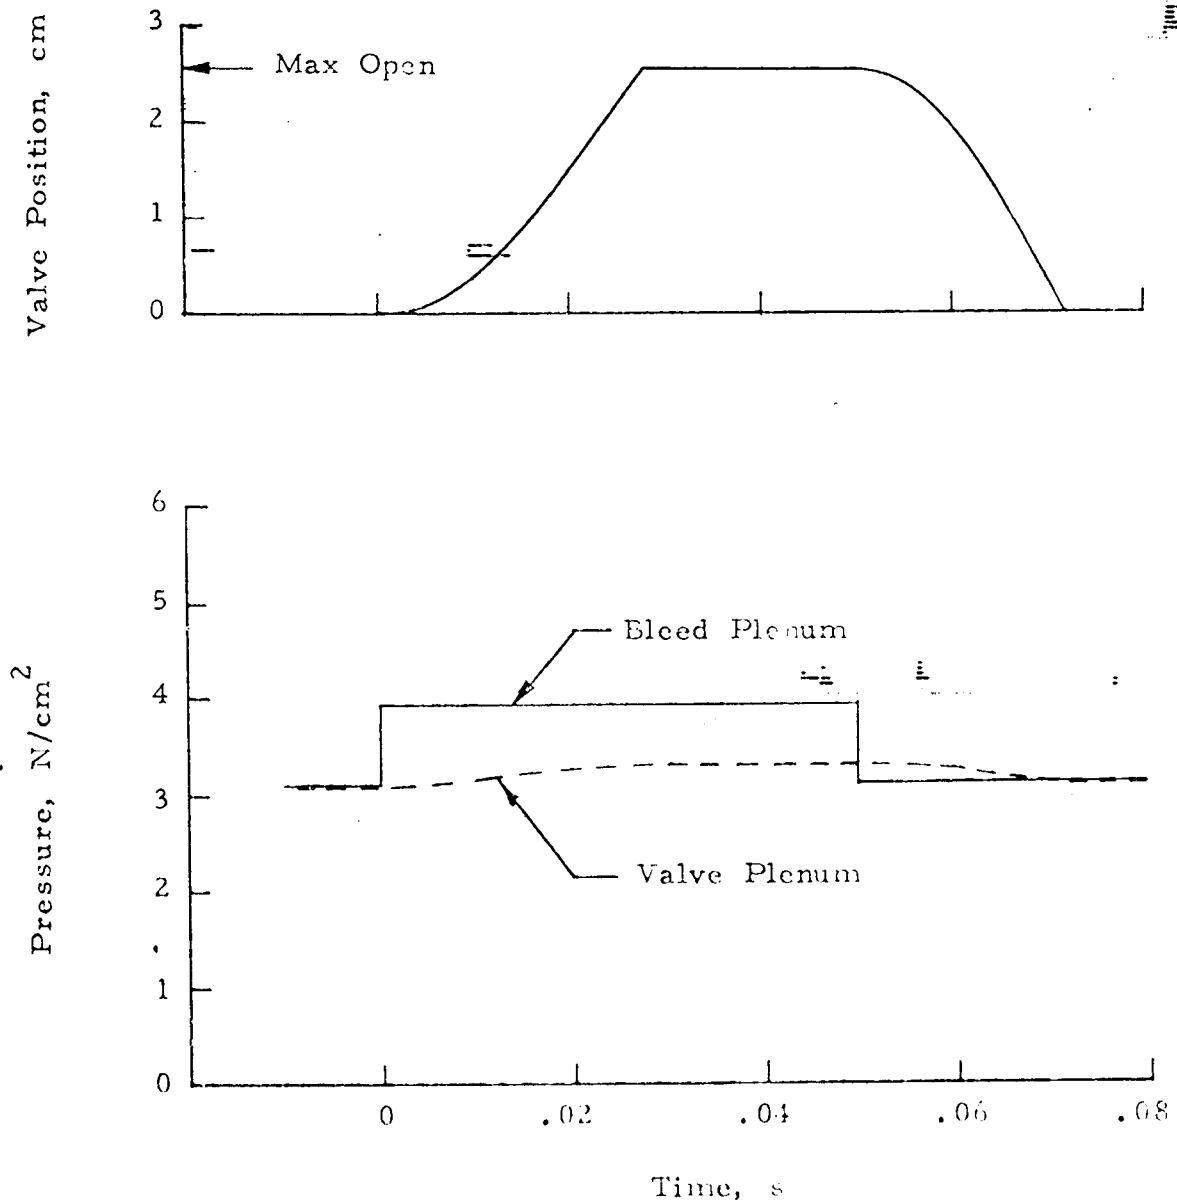 Valve Position, cm
3
Max Open
2
1
0
Pressure, N/cm²
6
5
Bleed Plenum
4
3
Valve Plenum
2
1
0
0 .02 .04 .06 .08
Time, s